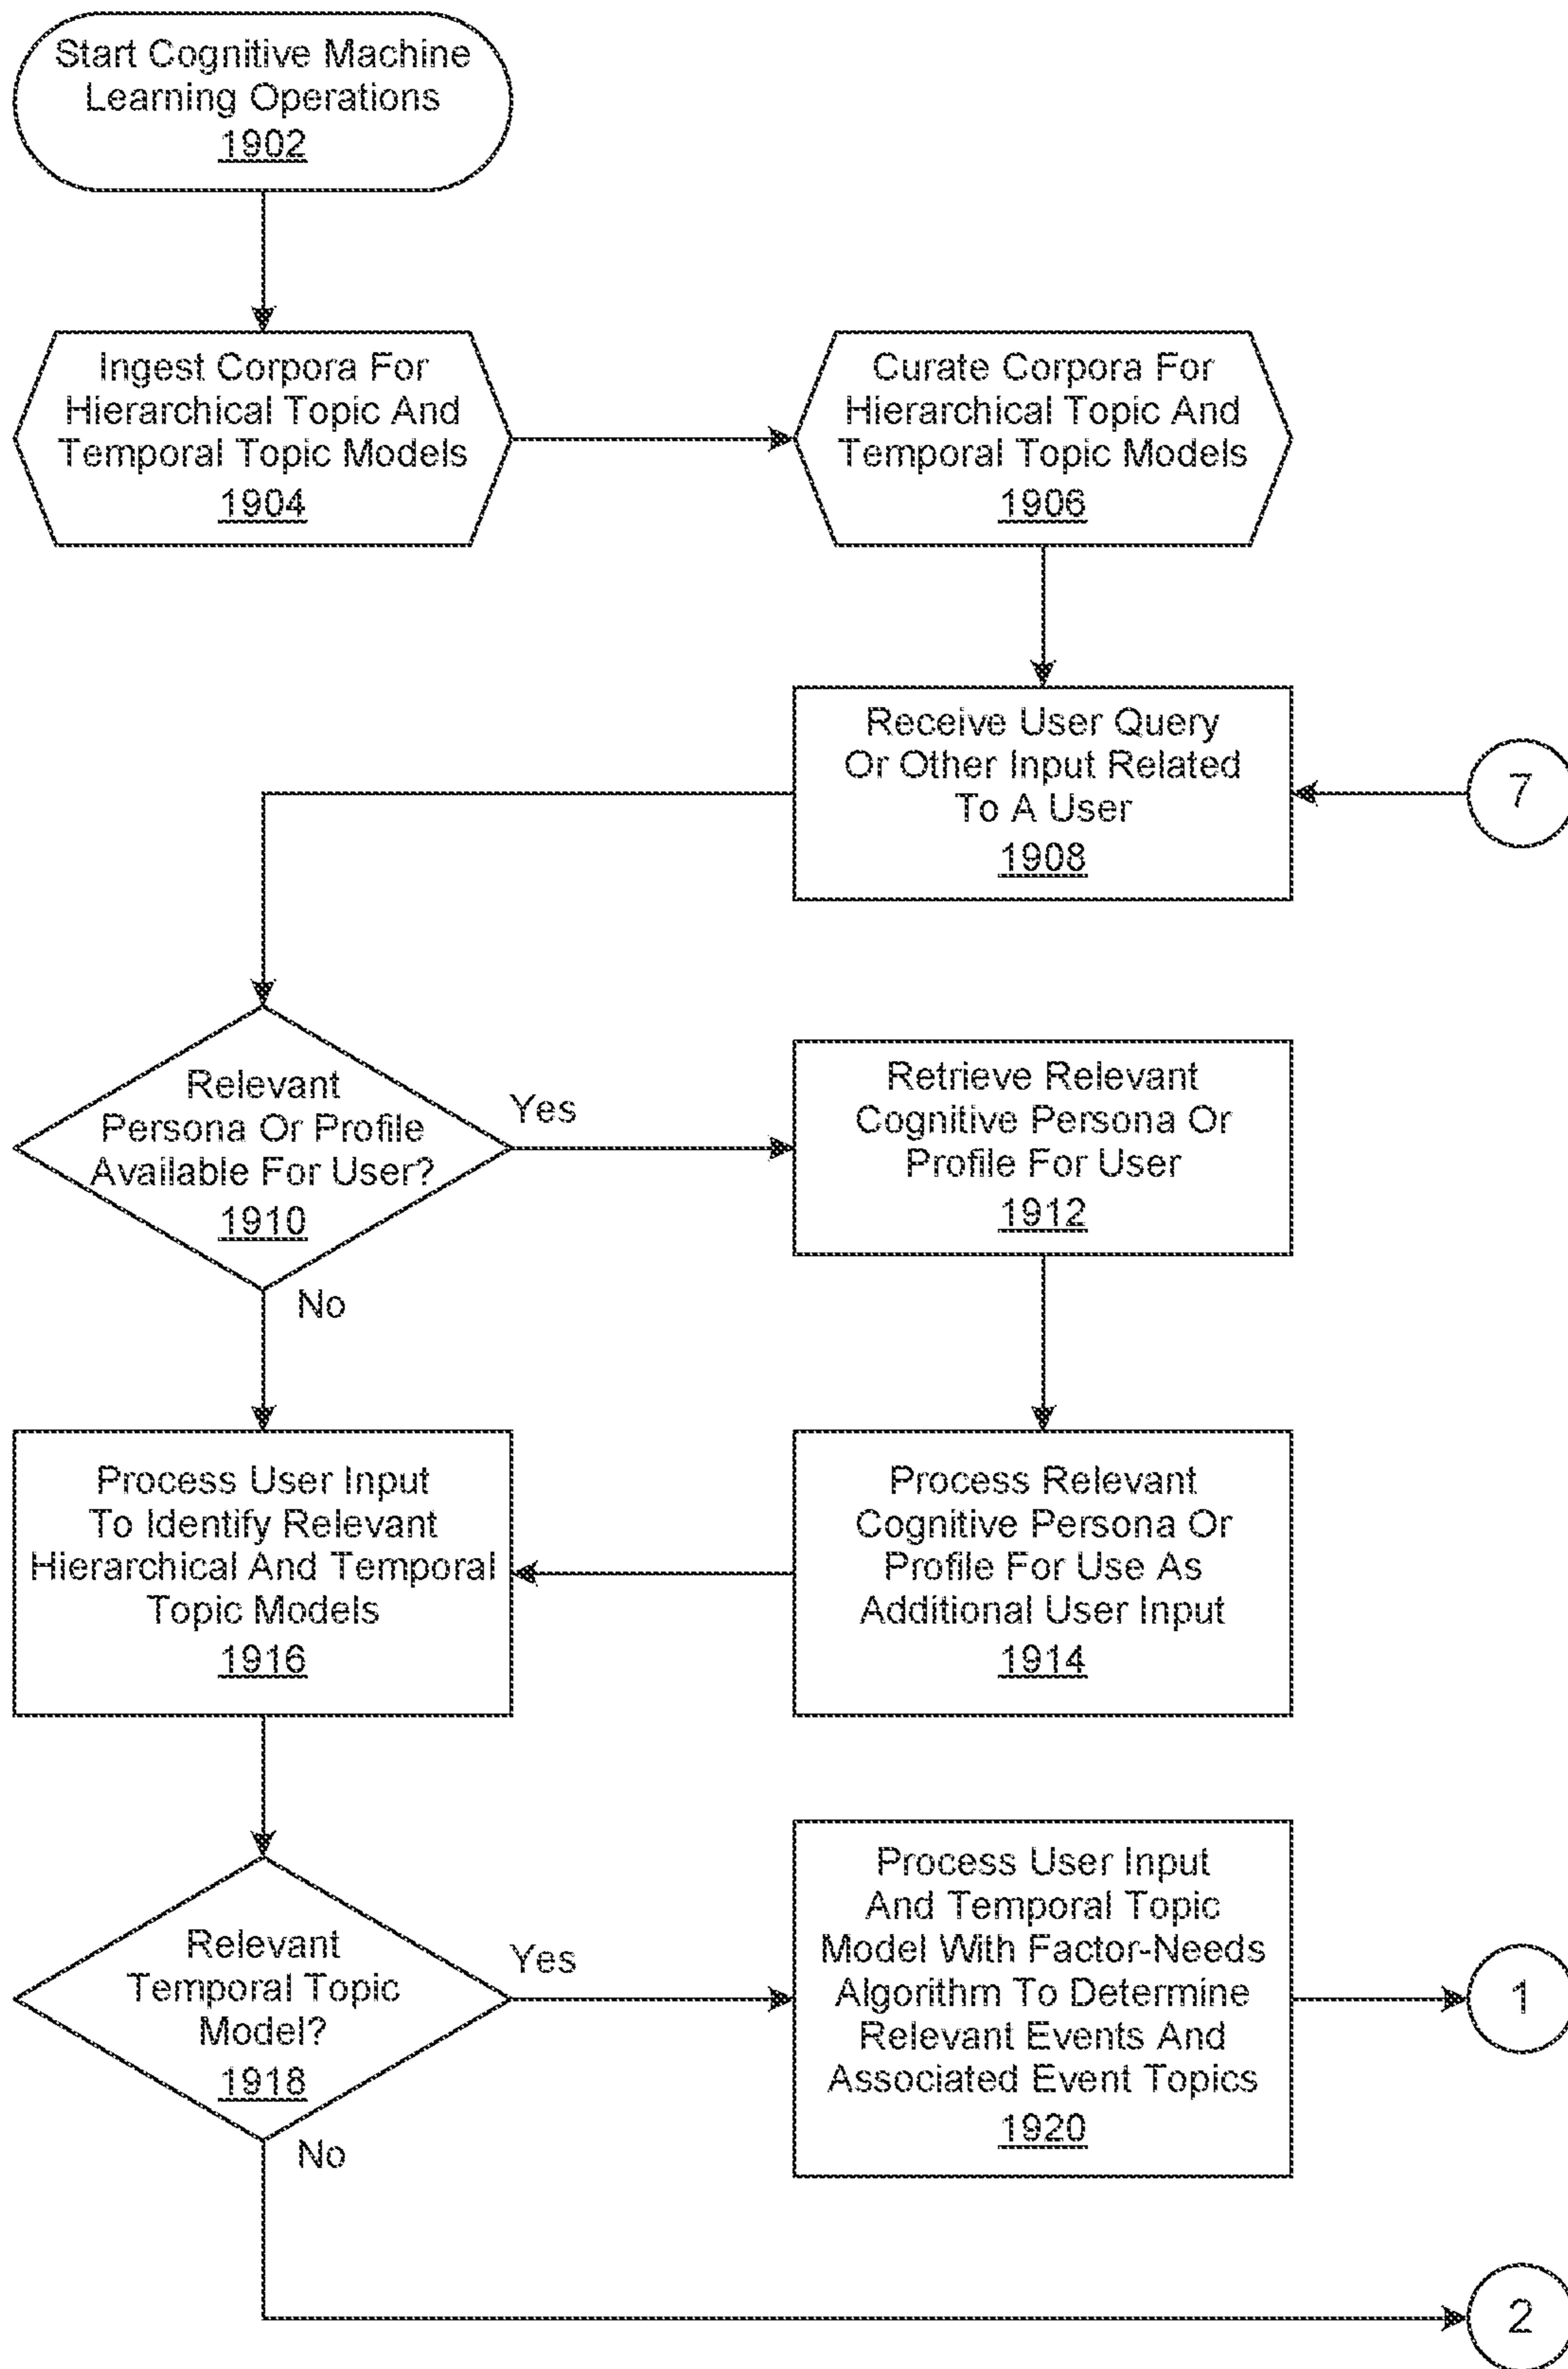 Start Cognitive Machine
Learning Operations
1902
Ingest Corpora For
Hierarchical Topic And
Temporal Topic Models
1904
Curate Corpora For
Hierarchical Topic And
Temporal Topic Models
1906
Receive User Query
Or Other Input Related
To A User
1908
7
Relevant
Persona Or Profile
Available For User?
1910
Yes
No
Retrieve Relevant
Cognitive Persona Or
Profile For User
1912
Process User Input
To Identify Relevant
Hierarchical And Temporal
Topic Models
1916
Process Relevant
Cognitive Persona Or
Profile For Use As
Additional User Input
1914
Relevant
Temporal Topic
Model?
1918
Yes
No
Process User Input
And Temporal Topic
Model With Factor-Needs
Algorithm To Determine
Relevant Events And
Associated Event Topics
1920
1
2